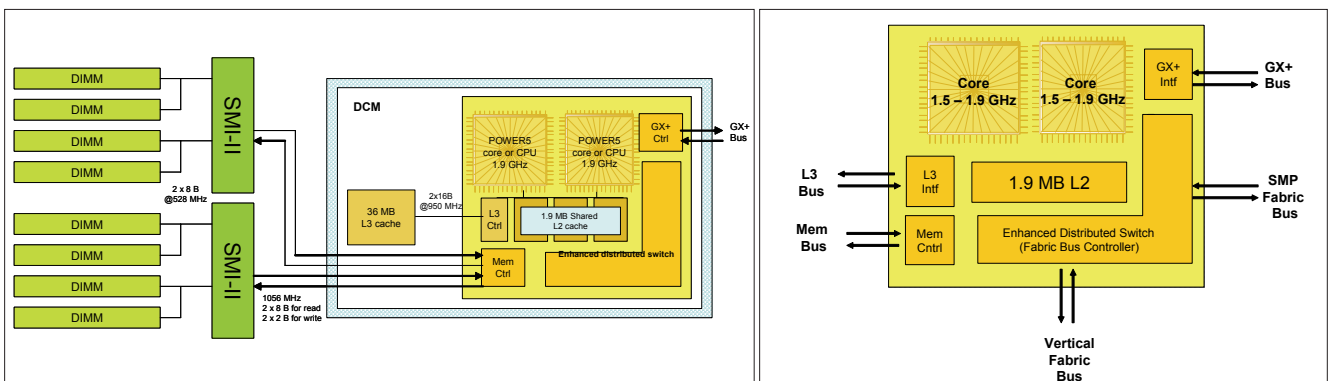 DIMM
DIMM
DIMM
DIMM
DIMM
DIMM
DIMM
DIMM
SMI-II
SMI-II
2 x 8 B
@528 MHz
1056 MHz
2 x 8 B for read
2 x 2 B for write
DCM
36 MB
L3 cache
2x16B
@950 MHz
POWER5
core or CPU
1.9 GHz
POWER5
core or CPU
1.9 GHz
GX+
Ctrl
GX+
Bus
L3
Ctrl
1.9 MB Shared
L2 cache
Mem
Ctrl
Enhanced distributed switch
Core
1.5 – 1.9 GHz
Core
1.5 – 1.9 GHz
GX+
Intf
GX+
Bus
L3
Bus
L3
Intf
1.9 MB L2
SMP
Fabric
Bus
Mem
Bus
Mem
Cntrl
Enhanced Distributed Switch
(Fabric Bus Controller)
Vertical
Fabric
Bus